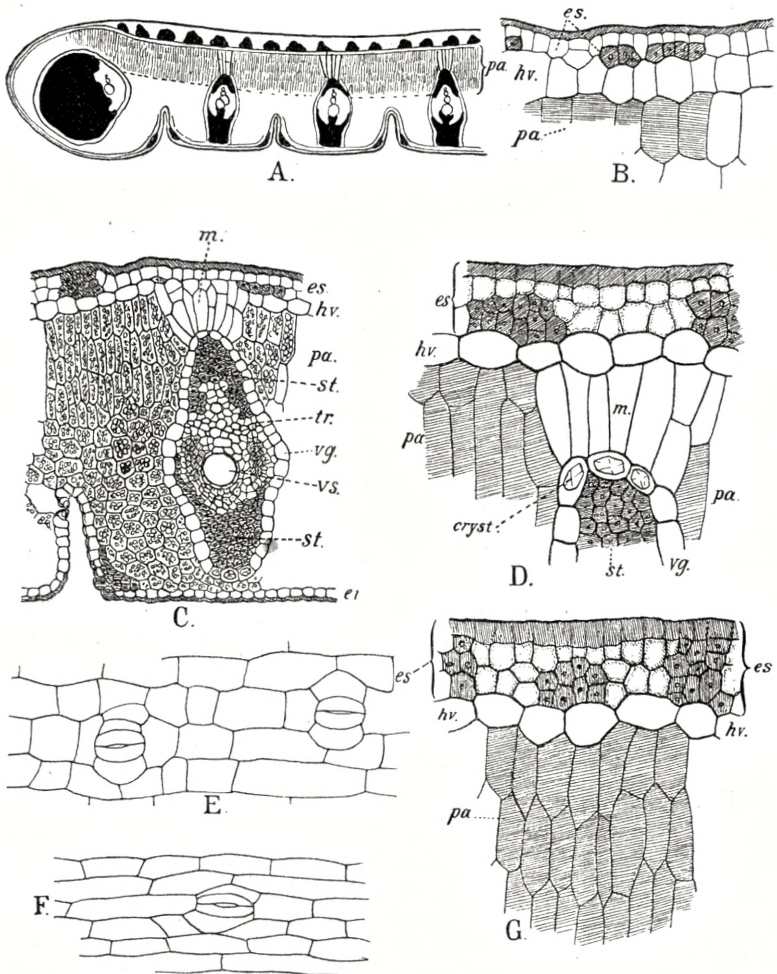 pa.
A.
es.
hv.
pa.
B.
m.
es.
hv.
pa.
st.
tr.
vg.
vs.
st.
ei
C.
es
hv.
m.
pa
pa.
cryst.
st.
vg.
D.
E
F.
es
es
hv.
hv.
pa
G.